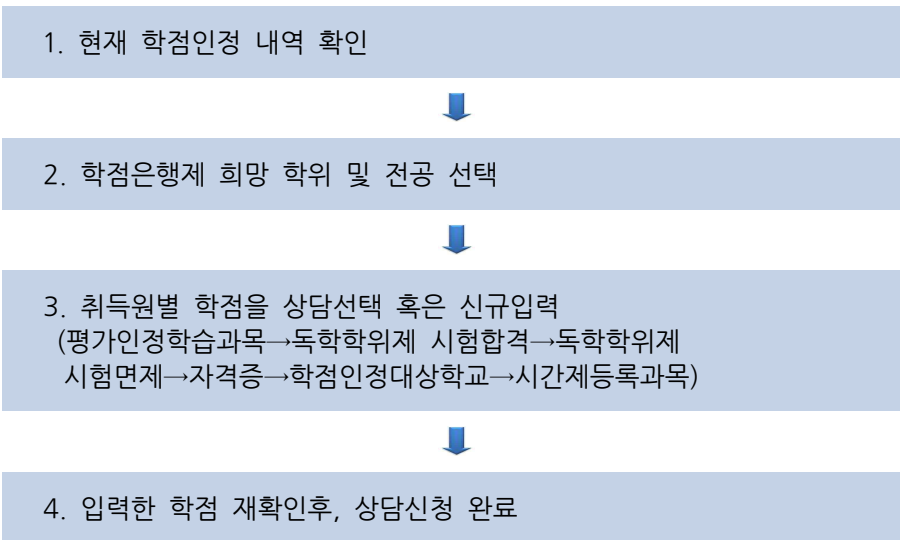 1. 현재 학점인정 내역 확인
2. 학점은행제 희망 학위 및 전공 선택
3. 취득원별 학점을 상담선택 혹은 신규입력
(평가인정학습과목→독학학위제 시험합격→독학학위제
시험면제→자격증→학점인정대상학교→시간제등록과목)
4. 입력한 학점 재확인후, 상담신청 완료